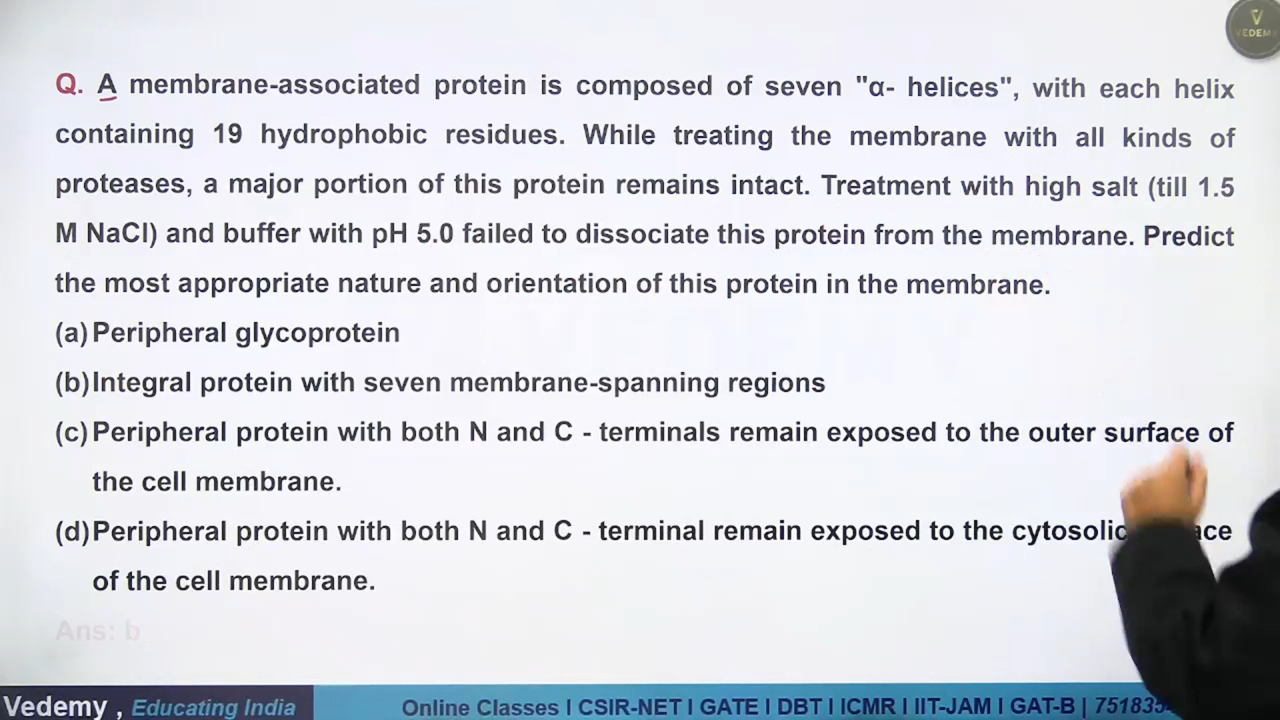 V
VEDEMY
Q. A membrane-associated protein is composed of seven "α- helices", with each helix
containing 19 hydrophobic residues. While treating the membrane with all kinds of
proteases, a major portion of this protein remains intact. Treatment with high salt (till 1.5
M NaCl) and buffer with pH 5.0 failed to dissociate this protein from the membrane. Predict
the most appropriate nature and orientation of this protein in the membrane.
(a) Peripheral glycoprotein
(b) Integral protein with seven membrane-spanning regions
(c) Peripheral protein with both N and C - terminals remain exposed to the outer surface of
the cell membrane.
(d) Peripheral protein with both N and C - terminal remain exposed to the cytosolic
of the cell membrane.
Ans: b
Vedemy , Educating India
Online Classes I CSIR-NET I GATE I DBT I ICMR I IIT-JAM I GAT-B | 75183